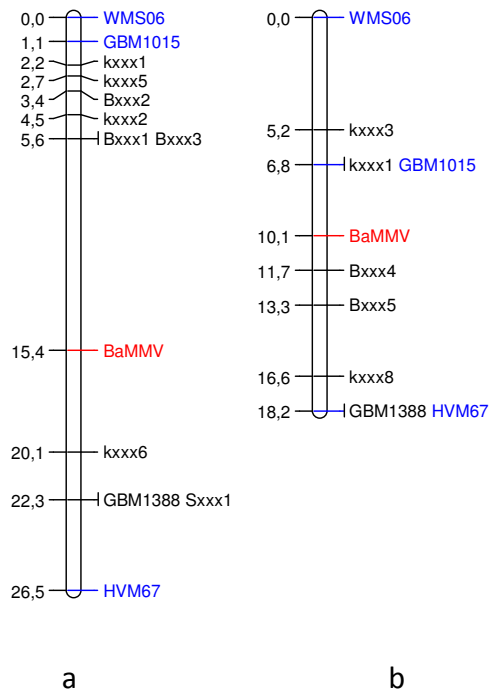 0,0 WMS06
1,1 GBM1015
2,2 kxxx1
2,7 kxxx5
3,4 Bxxx2
4,5 kxxx2
5,6 Bxxx1 Bxxx3
15,4 BaMMV
20,1 kxxx6
22,3 GBM1388 Sxxx1
26,5 HVM67
a
0,0 WMS06
5,2 kxxx3
6,8 kxxx1 GBM1015
10,1 BaMMV
11,7 Bxxx4
13,3 Bxxx5
16,6 kxxx8
18,2 GBM1388 HVM67
b